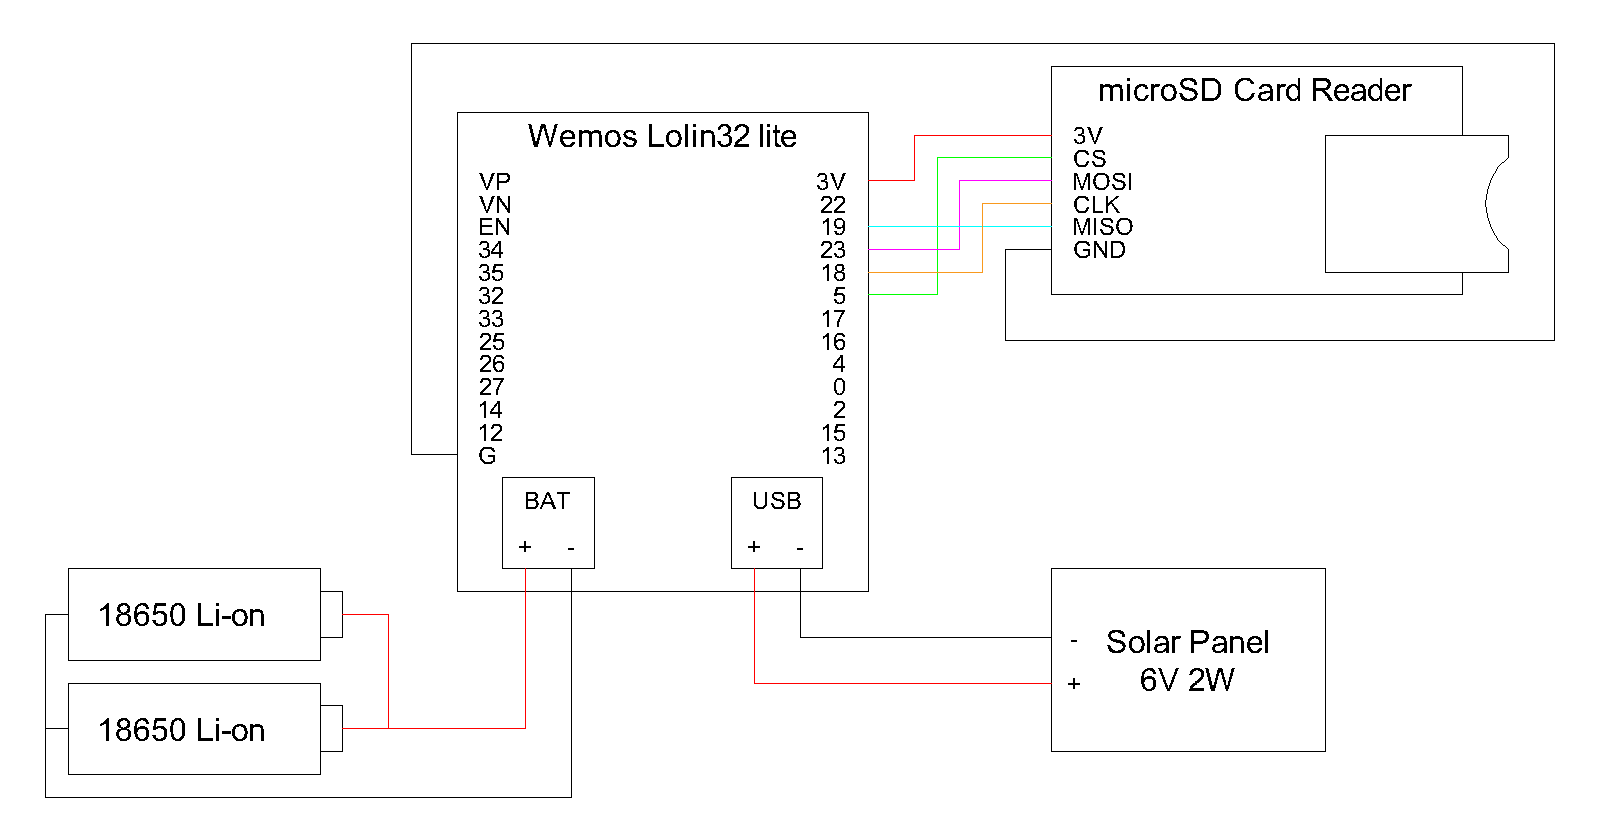 microSD Card Reader
3V
CS
MOSI
CLK
MISO
GND
Wemos Lolin32 lite
VP
VN
EN
34
35
32
33
25
26
27
14
12
G
3V
22
19
23
18
5
17
16
4
0
2
15
13
BAT
+ -
USB
+ -
18650 Li-on
18650 Li-on
- Solar Panel
+ 6V 2W